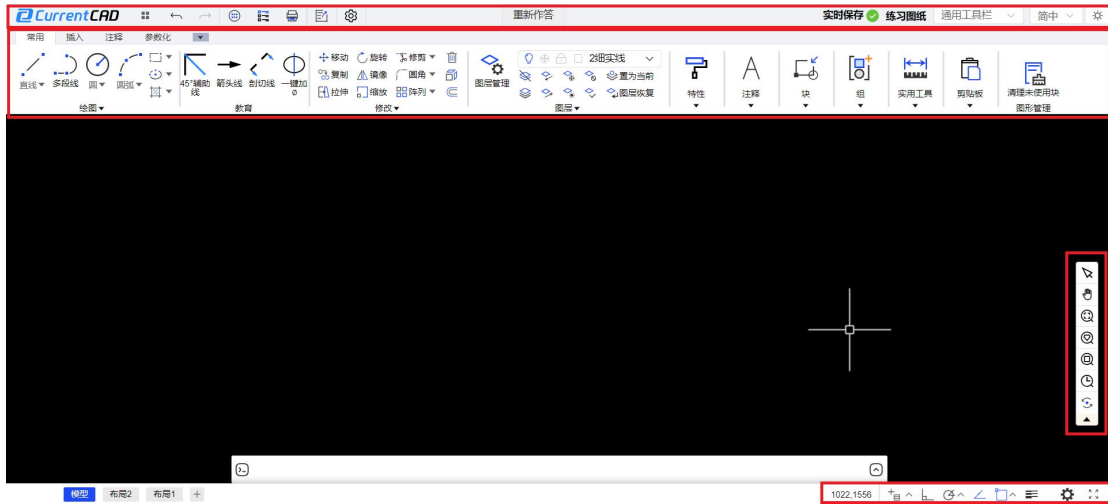 CurrentCAD 重新作答 实时保存 练习图纸 通用工具栏 简中
常用 插入 注释 参数化
移动 旋转 修剪 2细实线
直线 多段线 圆 圆弧 45°辅助线 箭头线 剖切线 一键加⌀ 复制 镜像 圆角 图层管理 置为当前 特性 注释 块 组 实用工具 剪贴板 清理未使用块
拉伸 缩放 阵列 图层恢复
绘图 教育 修改 图层 图形管理
模型 布局2 布局1 + 1022,1556